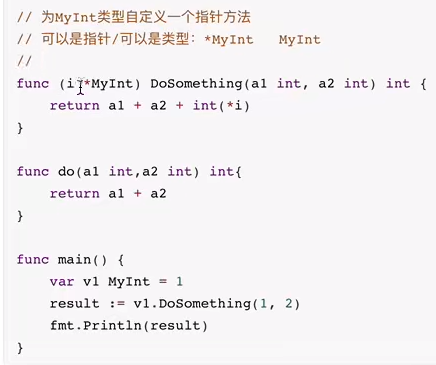 // 为MyInt类型自定义一个指针方法
// 可以是指针/可以是类型：*MyInt   MyInt
//
func (i *MyInt) DoSomething(a1 int, a2 int) int {
    return a1 + a2 + int(*i)
}

func do(a1 int,a2 int) int{
    return a1 + a2
}

func main() {
    var v1 MyInt = 1
    result := v1.DoSomething(1, 2)
    fmt.Println(result)
}